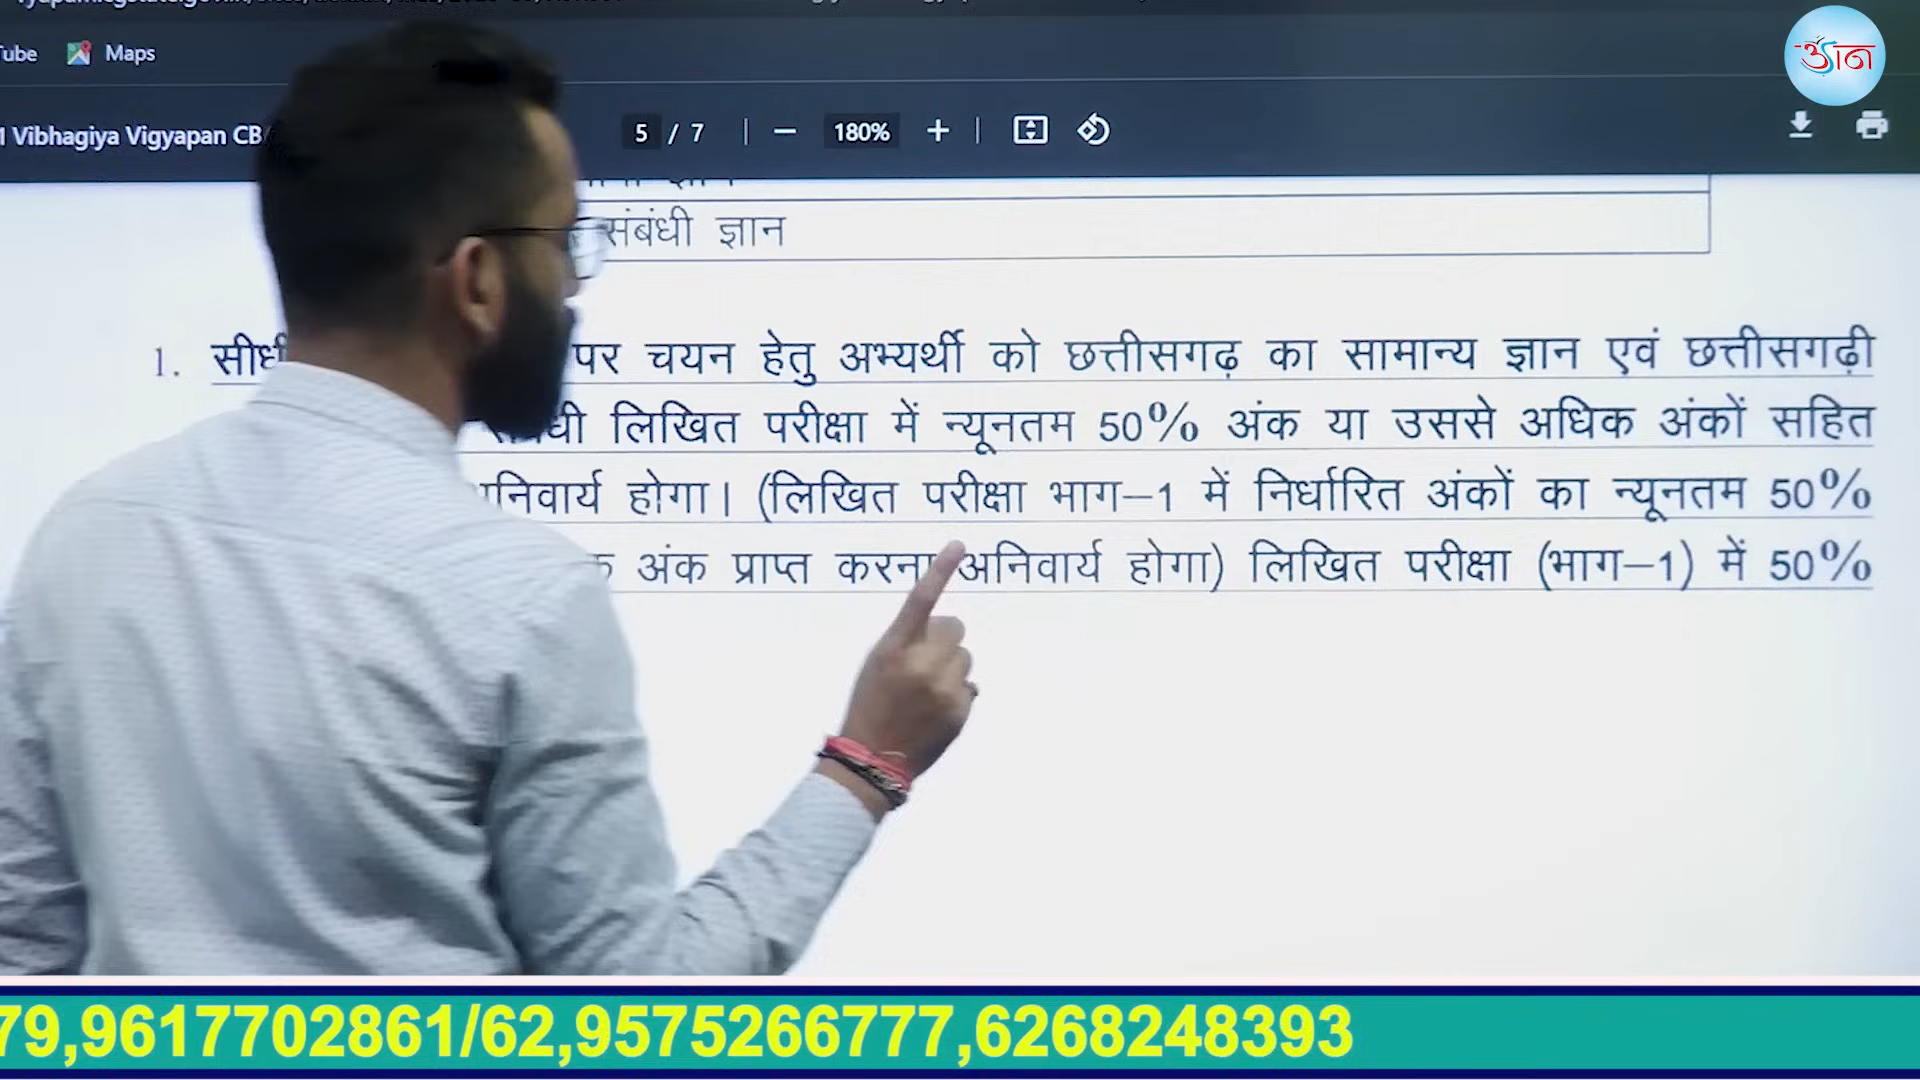 Maps
1 Vibhagiya Vigyapan CB
5 / 7
180%
ज्ञान
संबंधी ज्ञान
1. पर चयन हेतु अभ्यर्थी को छत्तीसगढ़ का सामान्य ज्ञान एवं छत्तीसगढ़ी
लिखित परीक्षा में न्यूनतम 50% अंक या उससे अधिक अंकों सहित
होगा। (लिखित परीक्षा भाग–1 में निर्धारित अंकों का न्यूनतम 50%
अंक प्राप्त करना अनिवार्य होगा) लिखित परीक्षा (भाग–1) में 50%
79,9617702861/62,9575266777,6268248393